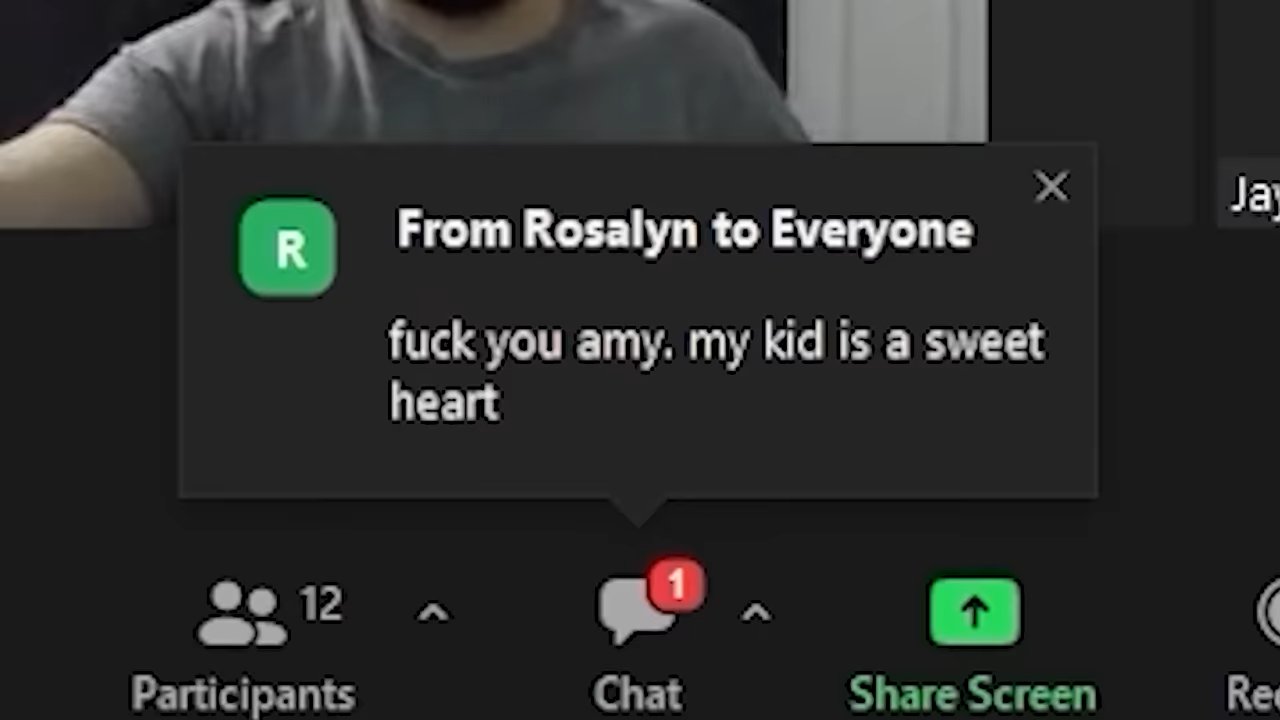 Jay
R
From Rosalyn to Everyone
fuck you amy. my kid is a sweet
heart
12
1
Participants
Chat
Share Screen